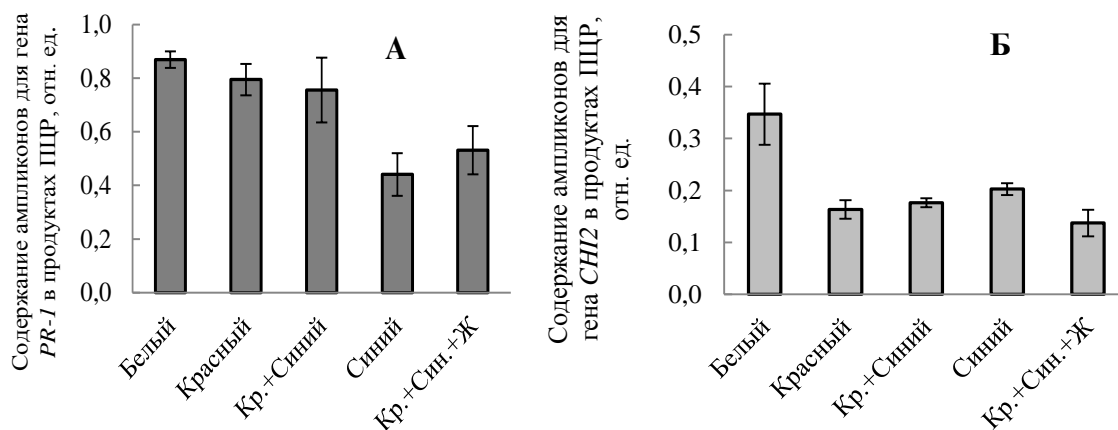 Содержание ампликонов для гена
PR-1 в продуктах ПЦР, отн. ед.
1,0
0,8
0,6
0,4
0,2
0,0
А
Белый
Красный
Кр.+Синий
Синий
Кр.+Син.+Ж
Содержание ампликонов для
гена CHI2 в продуктах ПЦР,
отн. ед.
0,5
0,4
0,3
0,2
0,1
0,0
Б
Белый
Красный
Кр.+Синий
Синий
Кр.+Син.+Ж